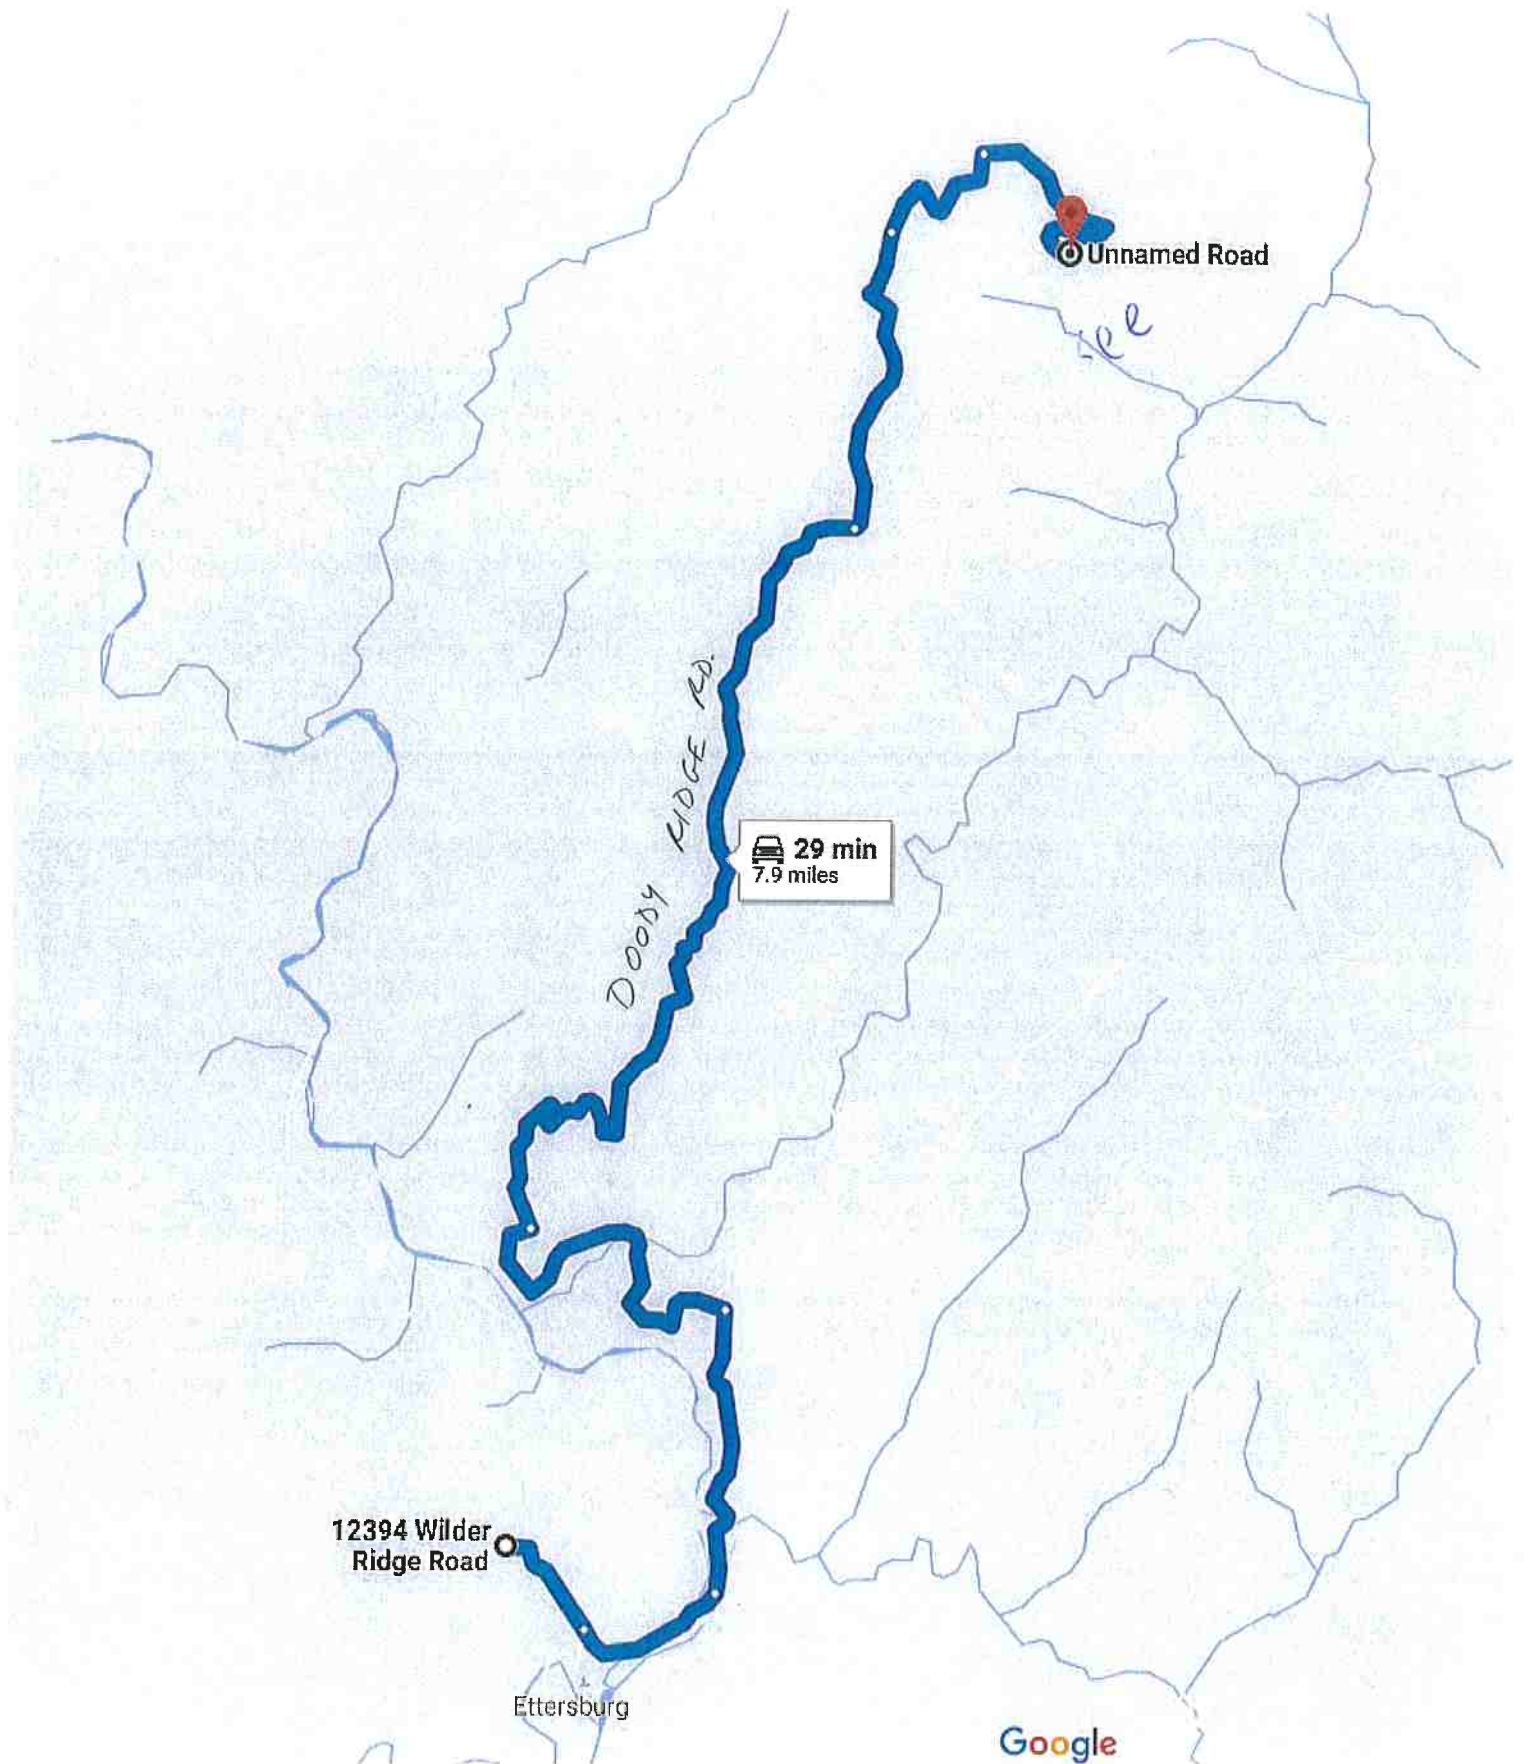 Unnamed Road
DOODY RIDGE RD.
29 min
7.9 miles
12394 Wilder
Ridge Road
Ettersburg
Google